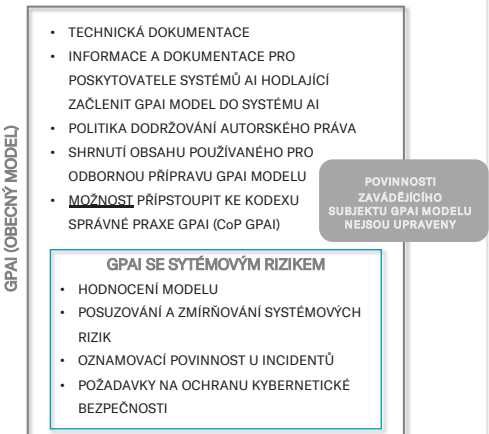 GPAI (OBECNÝ MODEL)
• TECHNICKÁ DOKUMENTACE
• INFORMACE A DOKUMENTACE PRO
POSKYTOVATELE SYSTÉMŮ AI HODLAJÍCÍ
ZAČLENIT GPAI MODEL DO SYSTÉMU AI
• POLITIKA DODRŽOVÁNÍ AUTORSKÉHO PRÁVA
• SHRNUTÍ OBSAHU POUŽÍVANÉHO PRO
ODBORNOU PŘÍPRAVU GPAI MODELU
• MOŽNOST PŘÍPSTOUPIT KE KODEXU
SPRÁVNÉ PRAXE GPAI (CoP GPAI)
POVINNOSTI
ZAVÁDĚJÍCÍHO
SUBJEKTU GPAI MODELU
NEJSOU UPRAVENY
GPAI SE SYTÉMOVÝM RIZIKEM
• HODNOCENÍ MODELU
• POSUZOVÁNÍ A ZMÍRŇOVÁNÍ SYSTÉMOVÝCH
RIZIK
• OZNAMOVACÍ POVINNOST U INCIDENTŮ
• POŽADAVKY NA OCHRANU KYBERNETICKÉ
BEZPEČNOSTI